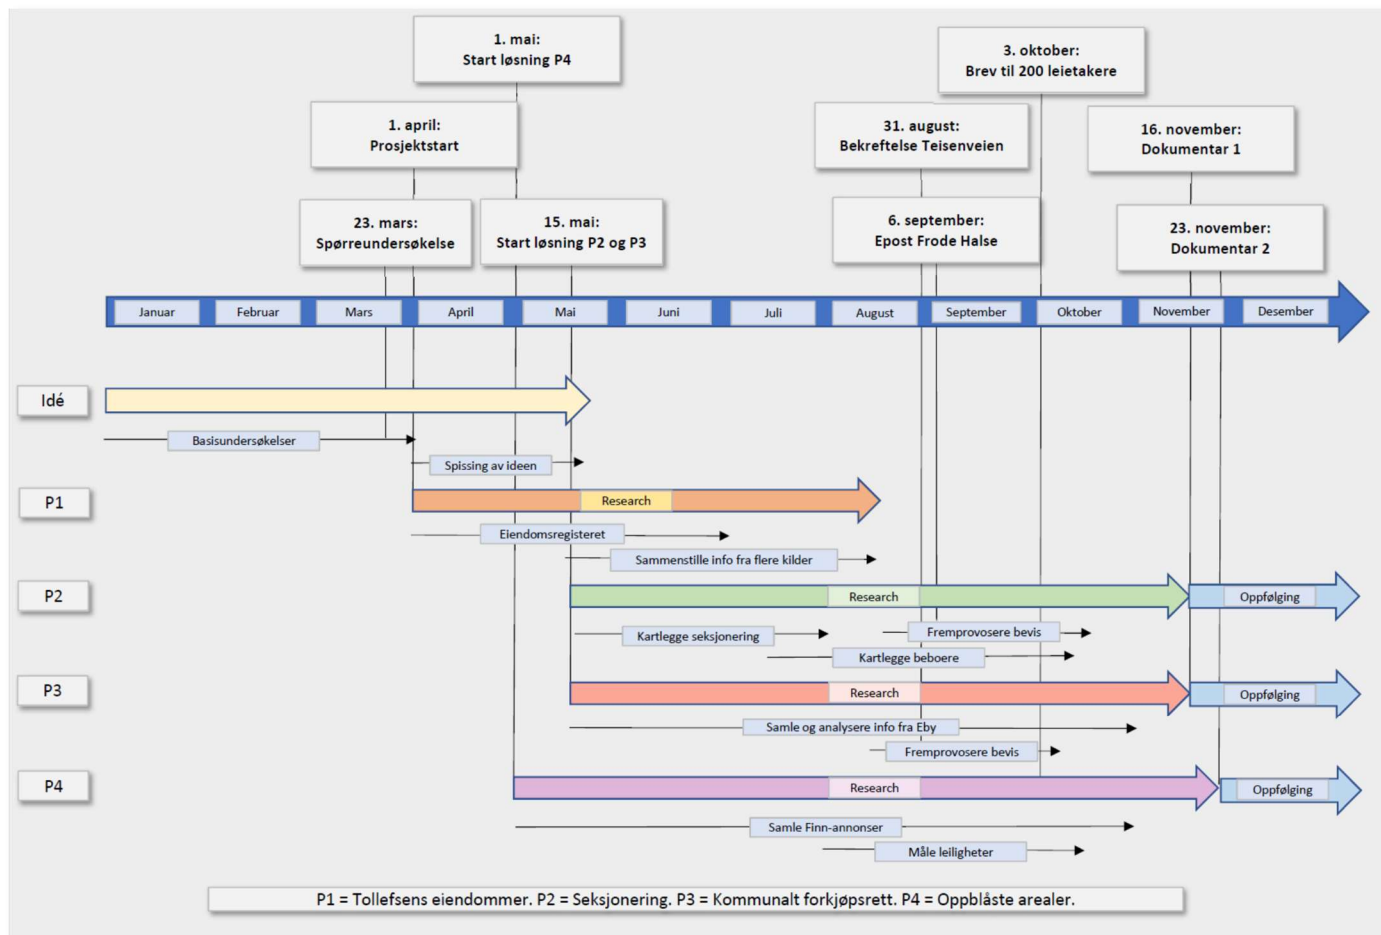 1. mai:
Start løsning P4
3. oktober:
Brev til 200 leietakere
1. april:
Prosjektstart
31. august:
Bekreftelse Teisenveien
16. november:
Dokumentar 1
23. mars:
Spørreundersøkelse
15. mai:
Start løsning P2 og P3
6. september:
Epost Frode Halse
23. november:
Dokumentar 2
Januar Februar Mars April Mai Juni Juli August September Oktober November Desember
Idé
Basisundersøkelser
Spissing av ideen
P1 Research
Eiendomsregisteret
Sammenstille info fra flere kilder
P2 Research Oppfølging
Fremprovosere bevis
Kartlegge seksjonering
Kartlegge beboere
P3 Research Oppfølging
Samle og analysere info fra Eby
Fremprovosere bevis
P4 Research Oppfølging
Samle Finn-annonser
Måle leiligheter
P1 = Tollefsens eiendommer. P2 = Seksjonering. P3 = Kommunalt forkjøpsrett. P4 = Oppblåste arealer.